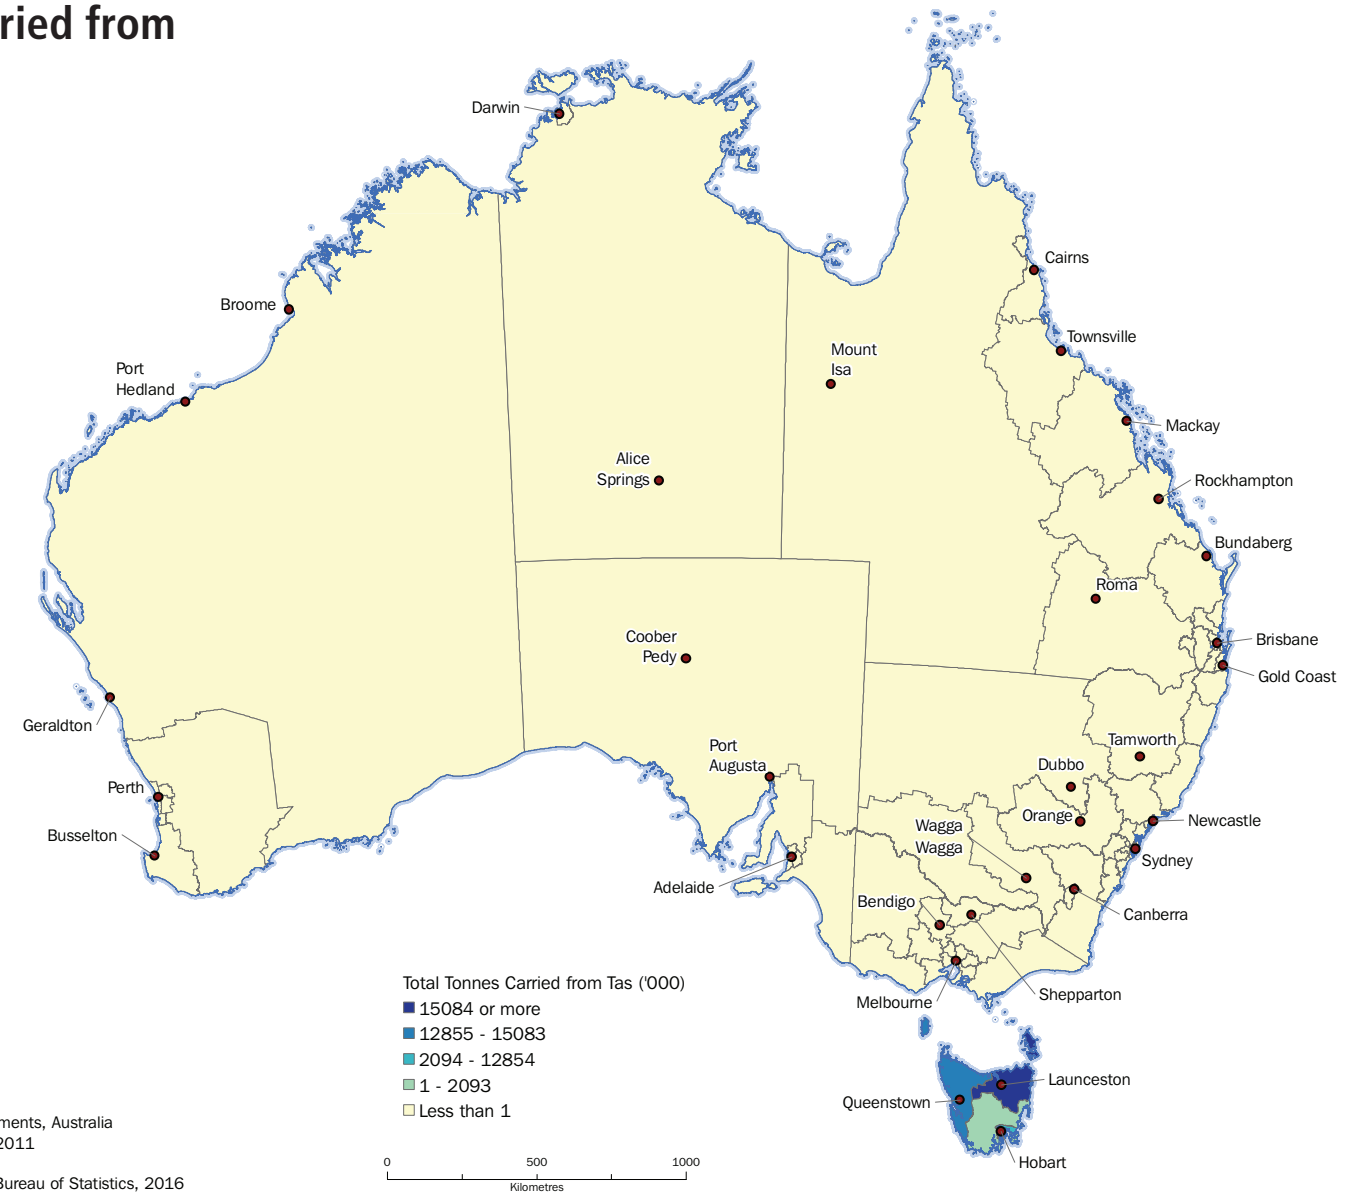 ried from
Darwin
Cairns
Broome
Townsville
Mount
Isa
Port
Hedland
Mackay
Alice
Springs
Rockhampton
Bundaberg
Roma
Coober
Pedy
Brisbane
Gold Coast
Geraldton
Port
Augusta
Tamworth
Dubbo
Perth
Orange
Newcastle
Wagga
Wagga
Busselton
Sydney
Adelaide
Bendigo
Canberra
Melbourne
Shepparton
Total Tonnes Carried from Tas ('000)
15084 or more
12855 - 15083
2094 - 12854
1 - 2093
Less than 1
Launceston
Queenstown
Hobart
ments, Australia
2011
Bureau of Statistics, 2016
0 500 1000
Kilometres